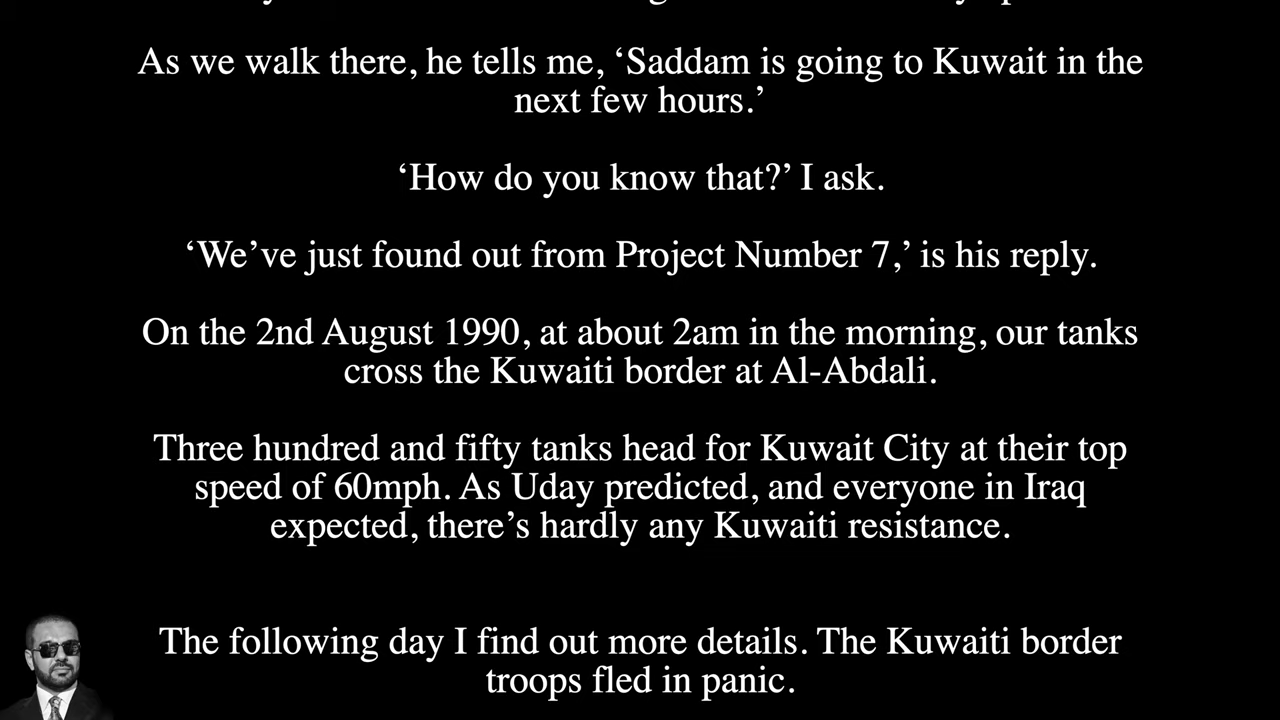 As we walk there, he tells me, ‘Saddam is going to Kuwait in the
next few hours.’
‘How do you know that?’ I ask.
‘We’ve just found out from Project Number 7,’ is his reply.
On the 2nd August 1990, at about 2am in the morning, our tanks
cross the Kuwaiti border at Al-Abdali.
Three hundred and fifty tanks head for Kuwait City at their top
speed of 60mph. As Uday predicted, and everyone in Iraq
expected, there’s hardly any Kuwaiti resistance.
The following day I find out more details. The Kuwaiti border
troops fled in panic.